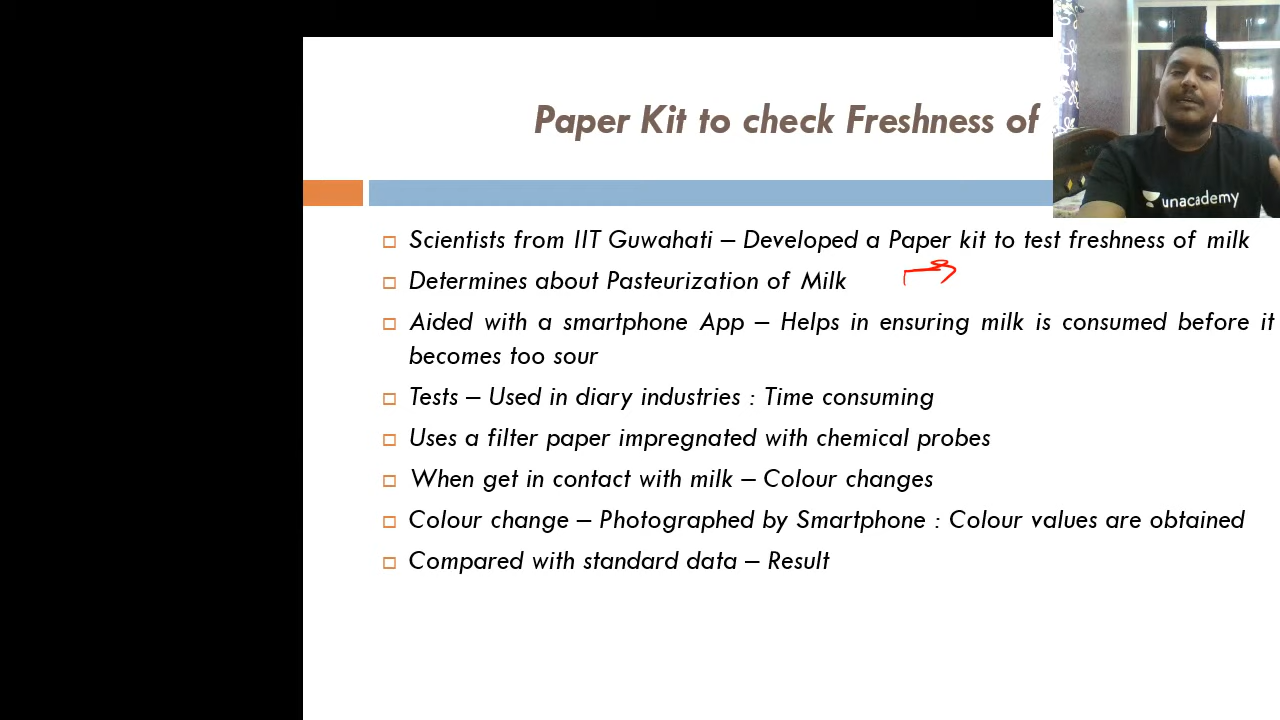 Paper Kit to check Freshness of
unacademy
Scientists from IIT Guwahati – Developed a Paper kit to test freshness of milk
Determines about Pasteurization of Milk
Aided with a smartphone App – Helps in ensuring milk is consumed before it
becomes too sour
Tests – Used in diary industries : Time consuming
Uses a filter paper impregnated with chemical probes
When get in contact with milk – Colour changes
Colour change – Photographed by Smartphone : Colour values are obtained
Compared with standard data – Result